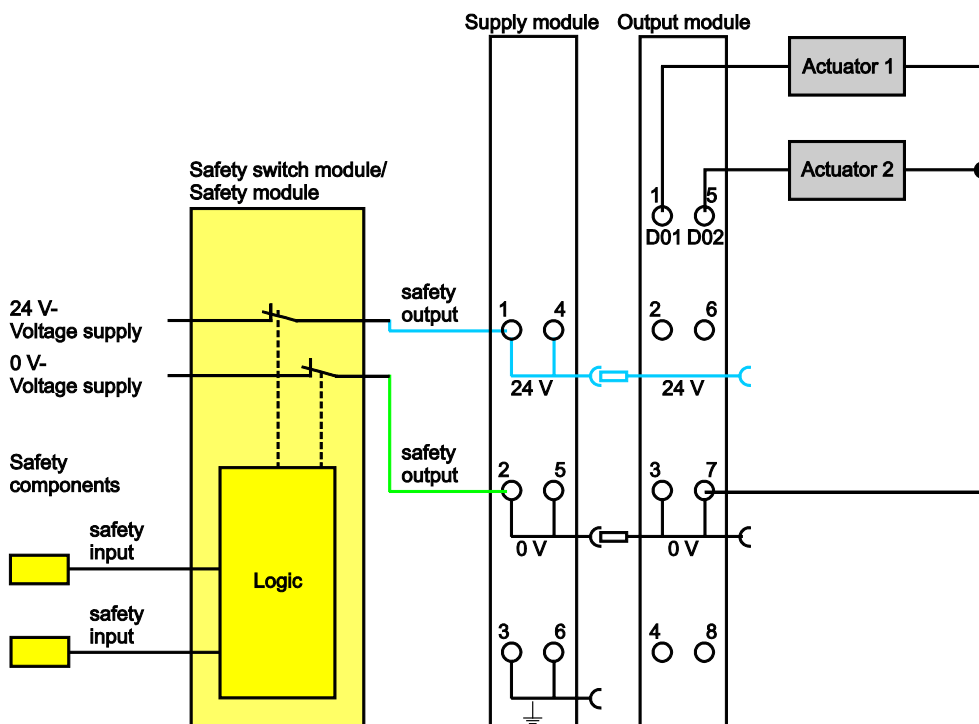 Supply module
Output module
Actuator 1
Actuator 2
Safety switch module/
Safety module
1
5
D01
D02
24 V-
Voltage supply
safety
output
1
4
2
6
0 V-
Voltage supply
24 V
24 V
Safety
components
safety
output
2
5
3
7
safety
input
0 V
0 V
Logic
safety
input
3
6
4
8